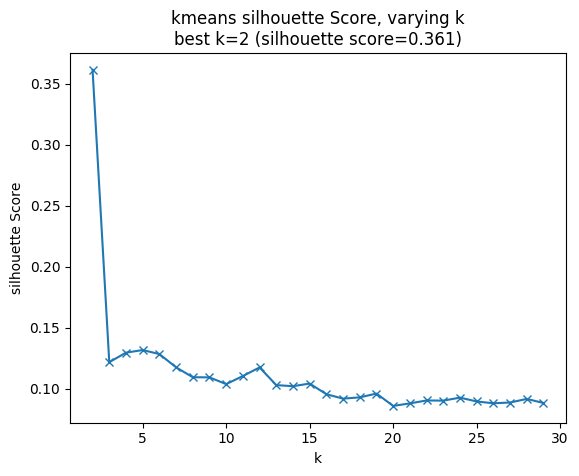 kmeans silhouette Score, varying k
best k=2 (silhouette score=0.361)
silhouette Score
0.35
0.30
0.25
0.20
0.15
0.10
5 10 15 20 25 30
k